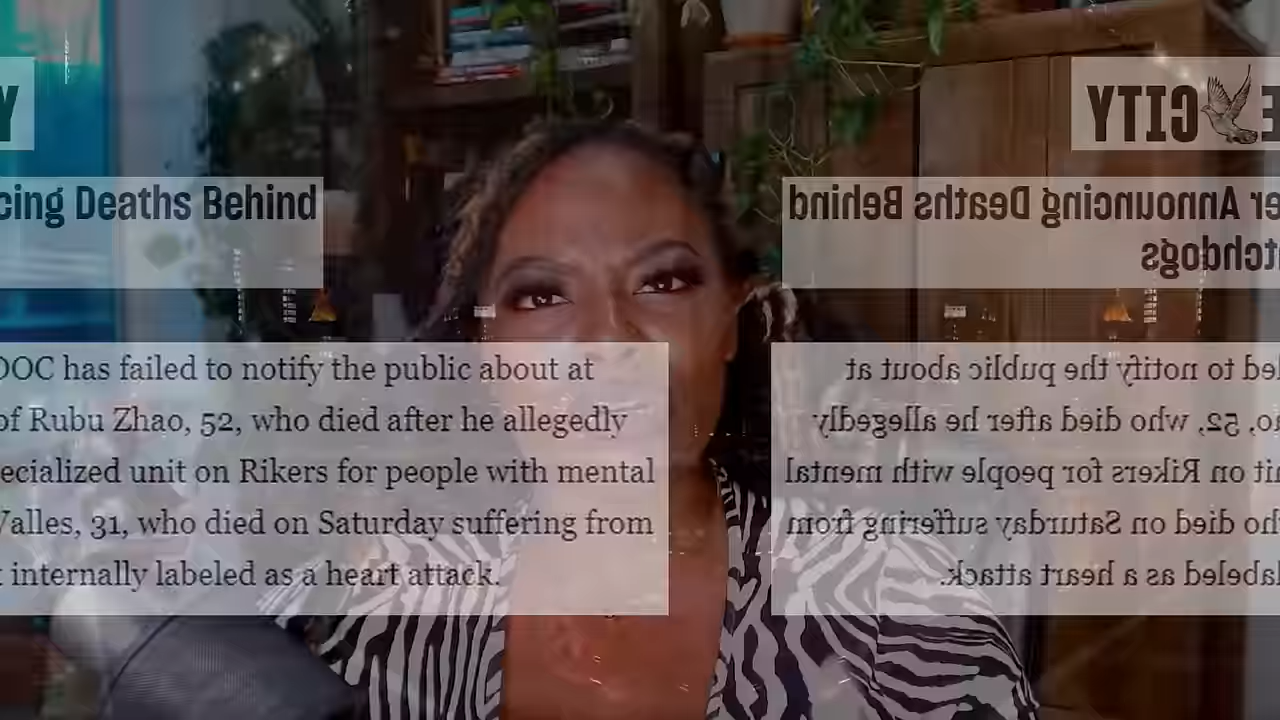 Y
cing Deaths Behind
OOC has failed to notify the public about at
of Rubu Zhao, 52, who died after he allegedly
ecialized unit on Rikers for people with mental
Valles, 31, who died on Saturday suffering from
internally labeled as a heart attack.
E CITY
er Announcing Deaths Behind
tchdogs
led to notify the public about at
o, 52, who died after he allegedly
it on Rikers for people with mental
ho died on Saturday suffering from
labeled as a heart attack.